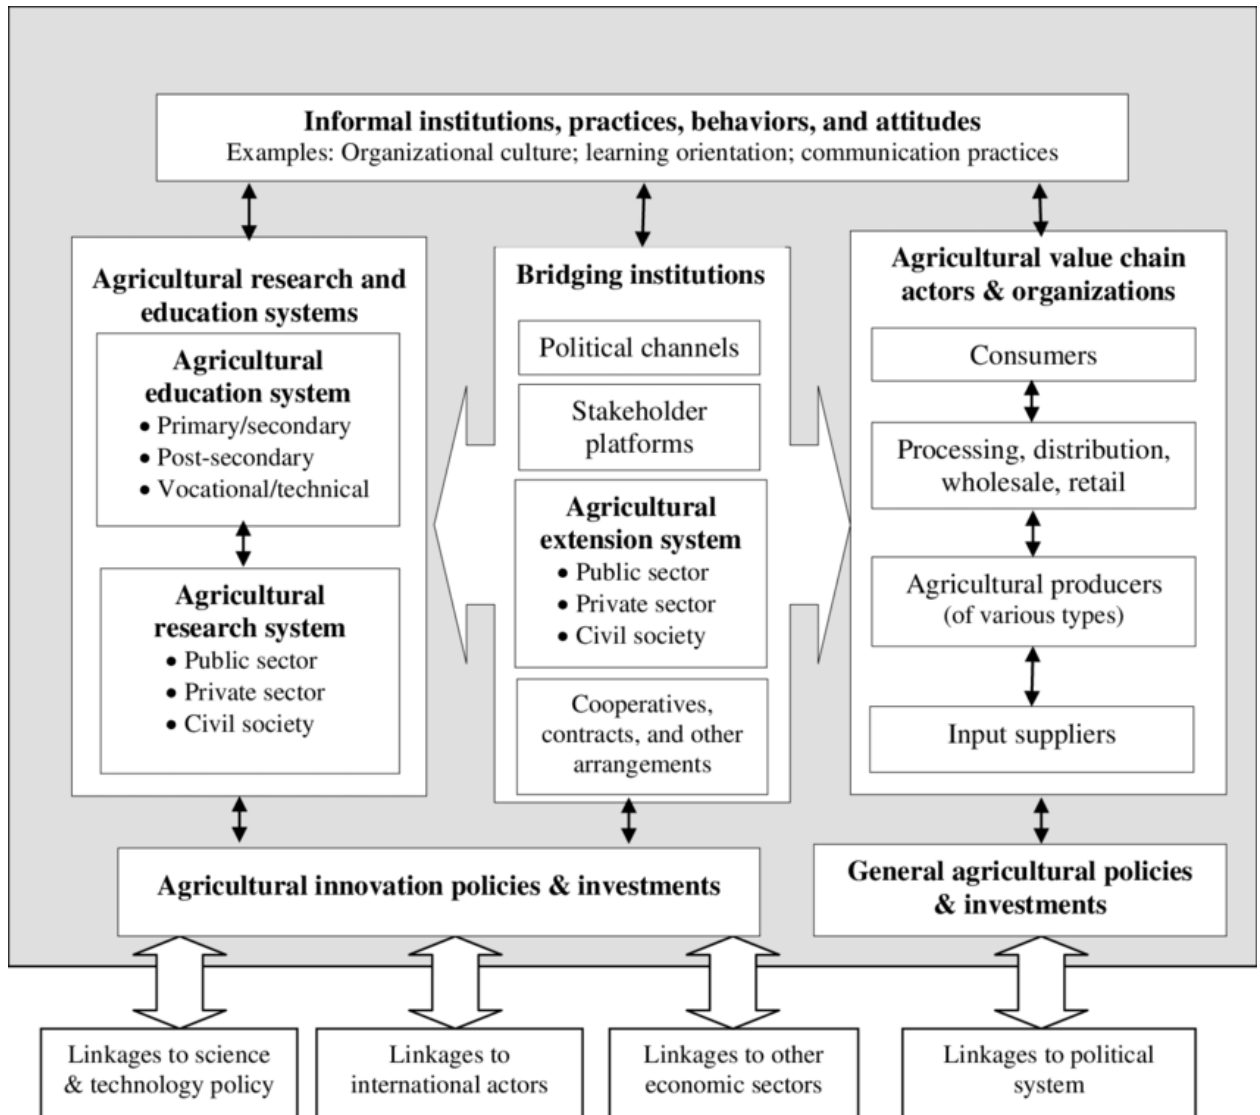 Informal institutions, practices, behaviors, and attitudes
Examples: Organizational culture; learning orientation; communication practices
Agricultural research and
education systems
Agricultural
education system
• Primary/secondary
• Post-secondary
• Vocational/technical
Agricultural
research system
• Public sector
• Private sector
• Civil society
Bridging institutions
Political channels
Stakeholder
platforms
Agricultural
extension system
• Public sector
• Private sector
• Civil society
Cooperatives,
contracts, and other
arrangements
Agricultural value chain
actors & organizations
Consumers
Processing, distribution,
wholesale, retail
Agricultural producers
(of various types)
Input suppliers
Agricultural innovation policies & investments
General agricultural policies
& investments
Linkages to science
& technology policy
Linkages to
international actors
Linkages to other
economic sectors
Linkages to political
system